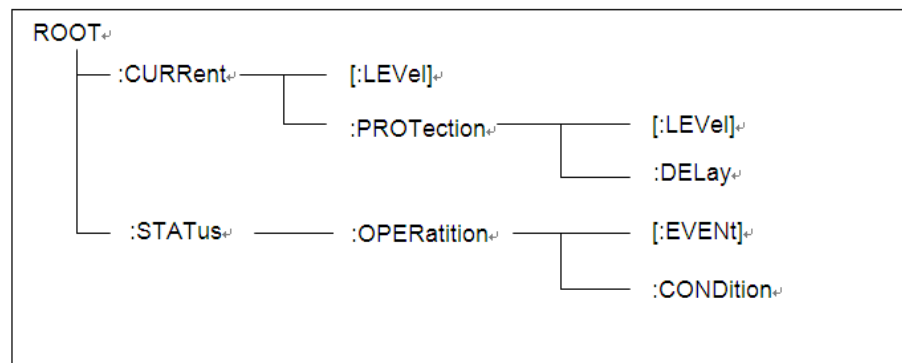 ROOT↵
:CURRent↵ [:LEVel]↵
:PROTection↵ [:LEVel]↵
:DELay↵
:STATus↵ :OPERatition↵ [:EVENt]↵
:CONDition↵